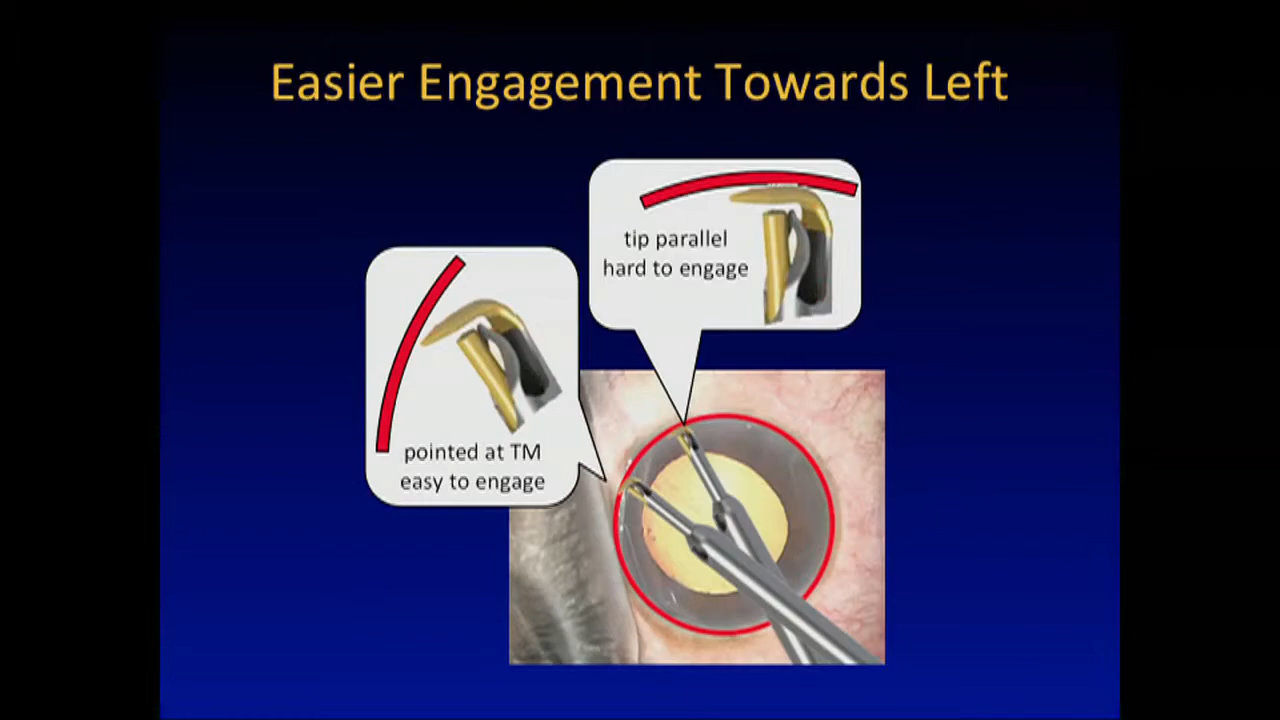 Easier Engagement Towards Left
tip parallel
hard to engage
pointed at TM
easy to engage